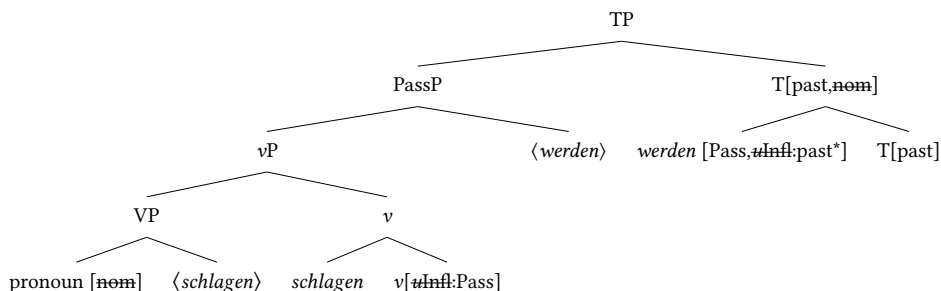 TP
PassP T[past,nom]
vP ⟨werden⟩ werden [Pass,uInfl:past*] T[past]
VP v
pronoun [nom] ⟨schlagen⟩ schlagen v[uInfl:Pass]